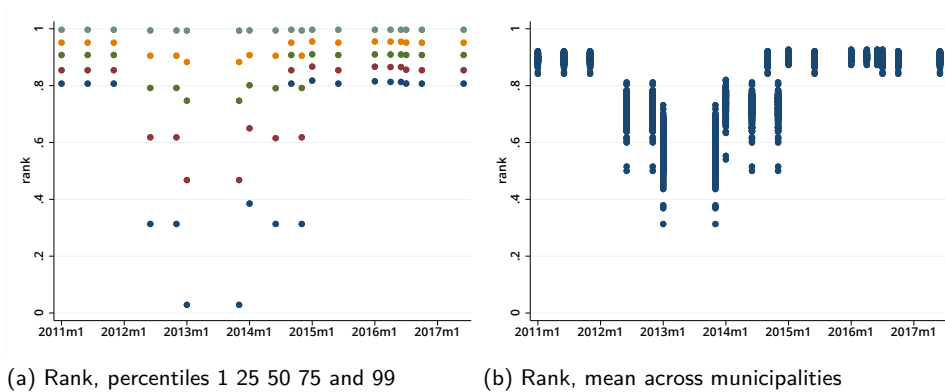 1
.8
.6
.4
.2
0
rank
2011m1 2012m1 2013m1 2014m1 2015m1 2016m1 2017m1
(a) Rank, percentiles 1 25 50 75 and 99
1
.8
.6
.4
.2
0
rank
2011m1 2012m1 2013m1 2014m1 2015m1 2016m1 2017m1
(b) Rank, mean across municipalities